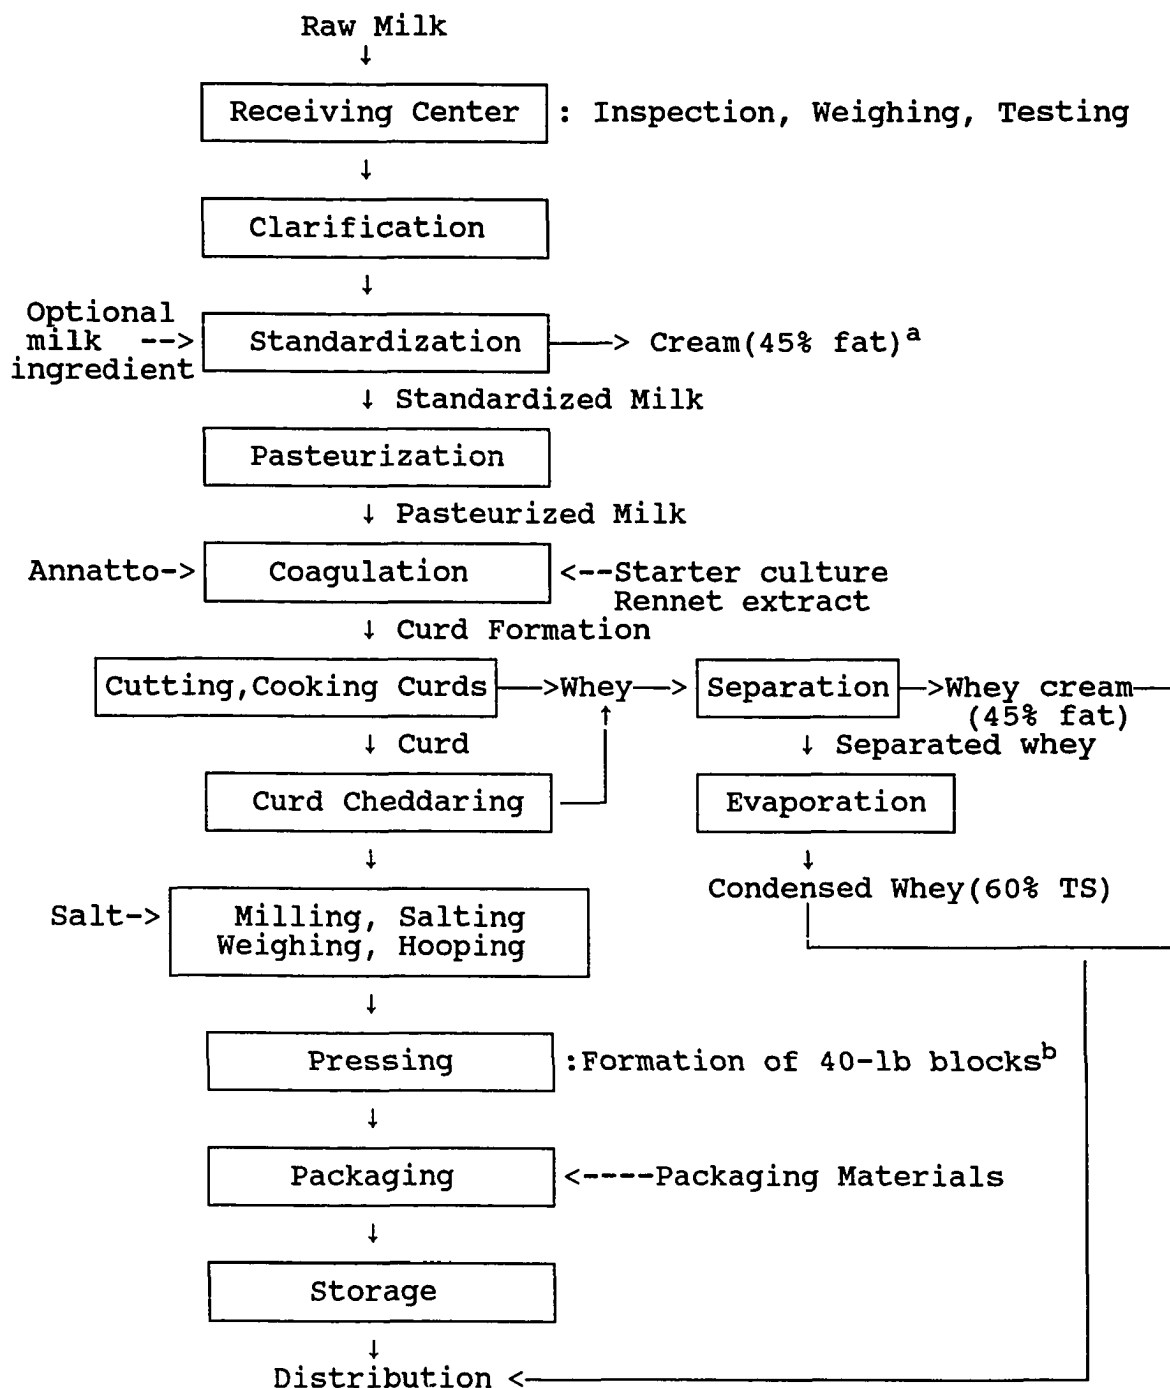 Raw Milk
↓
Receiving Center : Inspection, Weighing, Testing
↓
Clarification
↓
Optional
milk -->
ingredient
Standardization ——> Cream(45% fat)a
↓ Standardized Milk
Pasteurization
↓ Pasteurized Milk
Annatto-> Coagulation <--Starter culture
Rennet extract
↓ Curd Formation
Cutting,Cooking Curds ——>Whey——> Separation ——>Whey cream
(45% fat)
↓ Curd ↓ Separated whey
Curd Cheddaring Evaporation
↓ ↓
Condensed Whey(60% TS)
Salt-> Milling, Salting
Weighing, Hooping
↓
Pressing :Formation of 40-lb blocksb
↓
Packaging <----Packaging Materials
↓
Storage
↓
Distribution <——